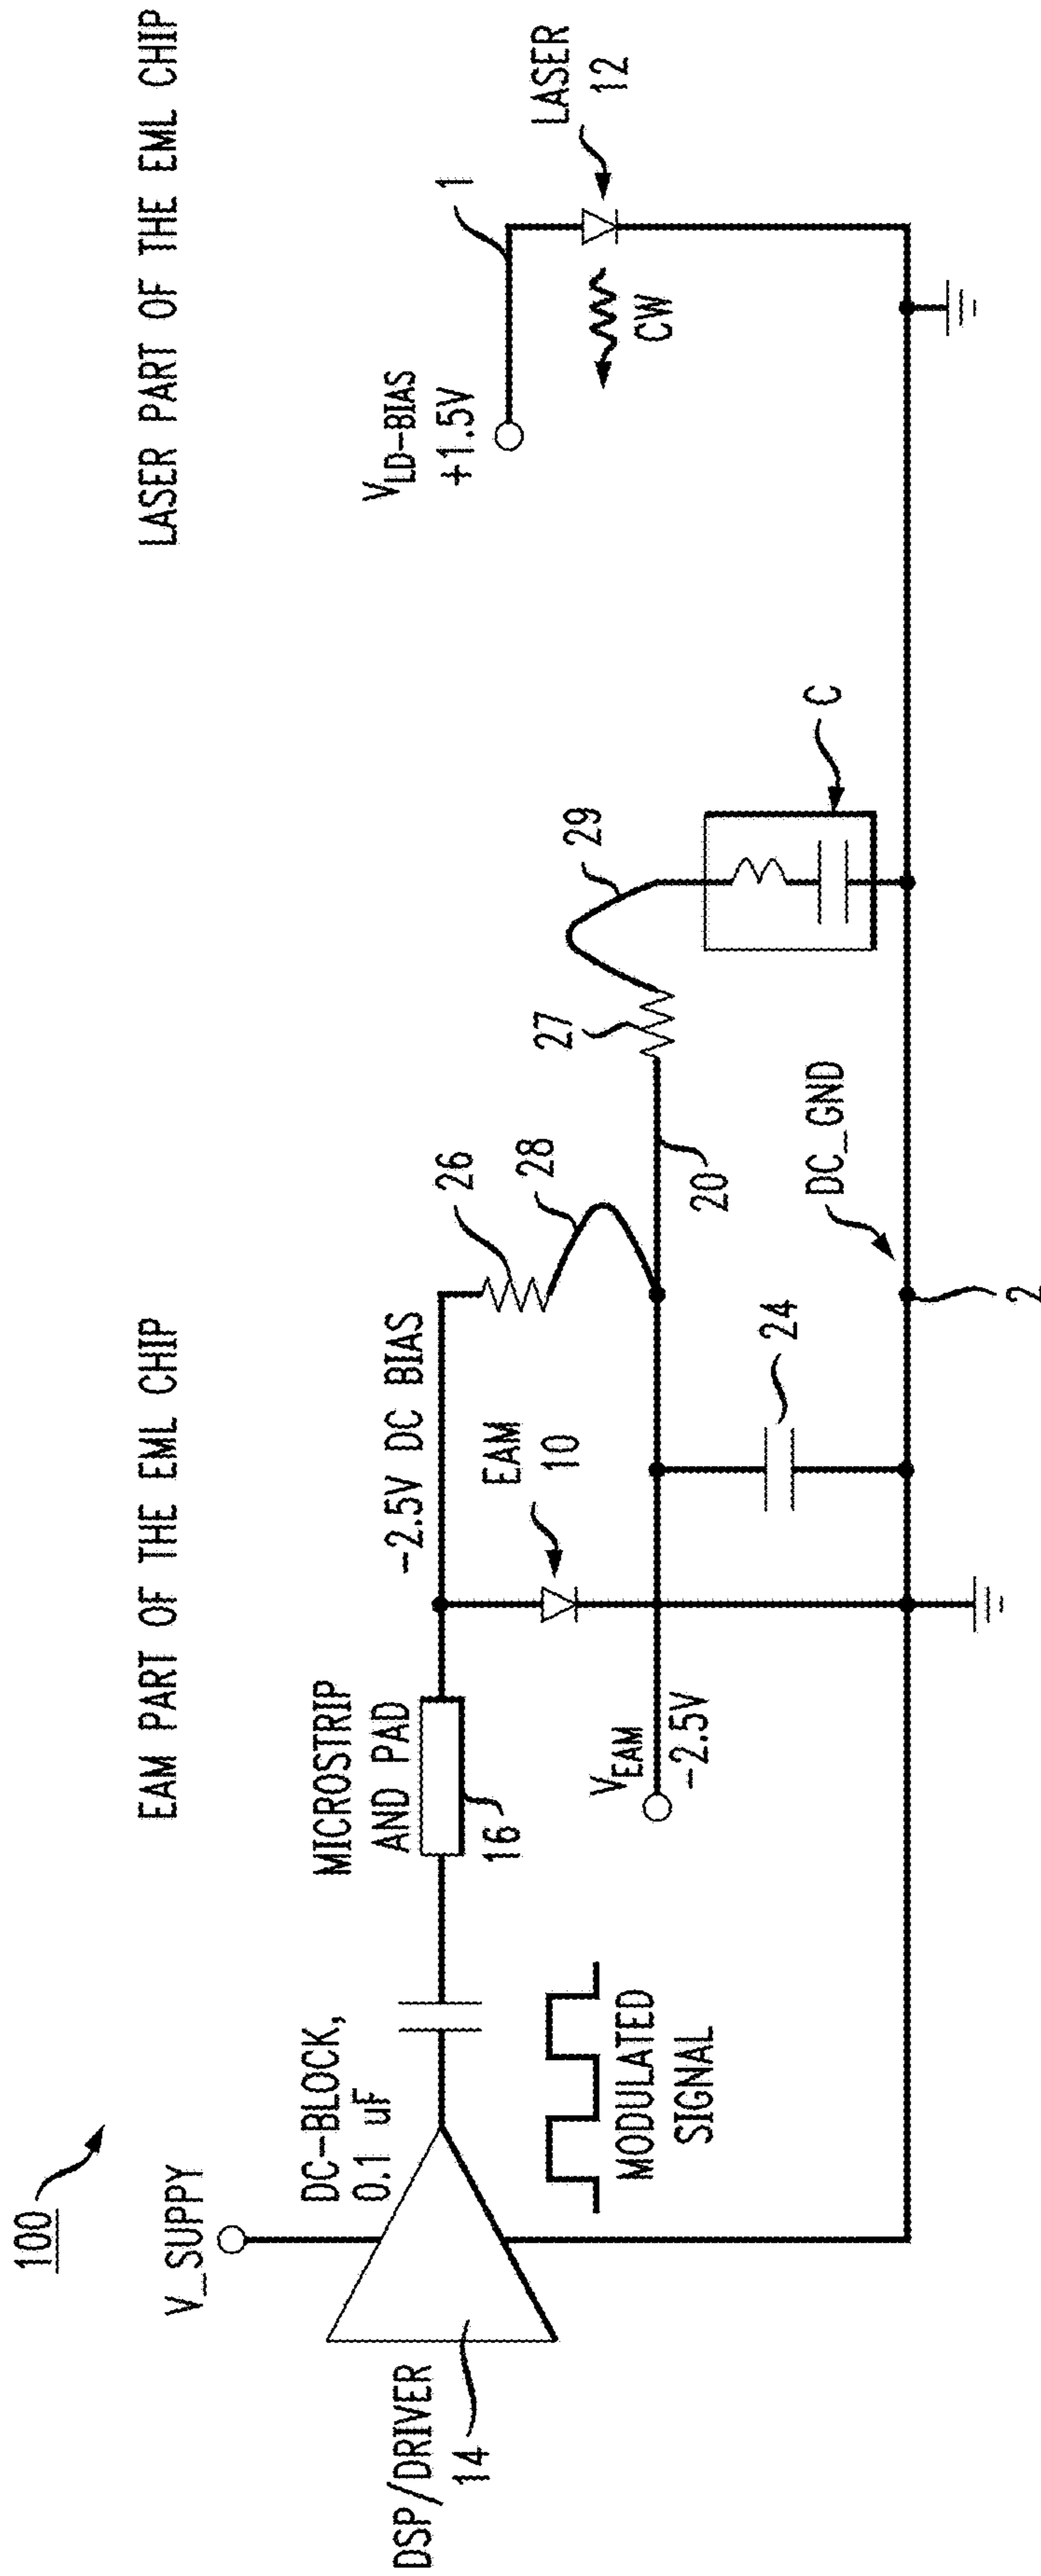 100
EAM PART OF THE EML CHIP
LASER PART OF THE EML CHIP
V_SUPPY
DC-BLOCK,
0.1 uF
MICROSTRIP
AND PAD
16
-2.5V DC BIAS
26
28
EAM
10
V_EAM
-2.5V
DSP/DRIVER
14
MODULATED
SIGNAL
24
20
27
29
C
DC_GND
2
V_LD-BIAS
+1.5V
1
LASER
12
CW